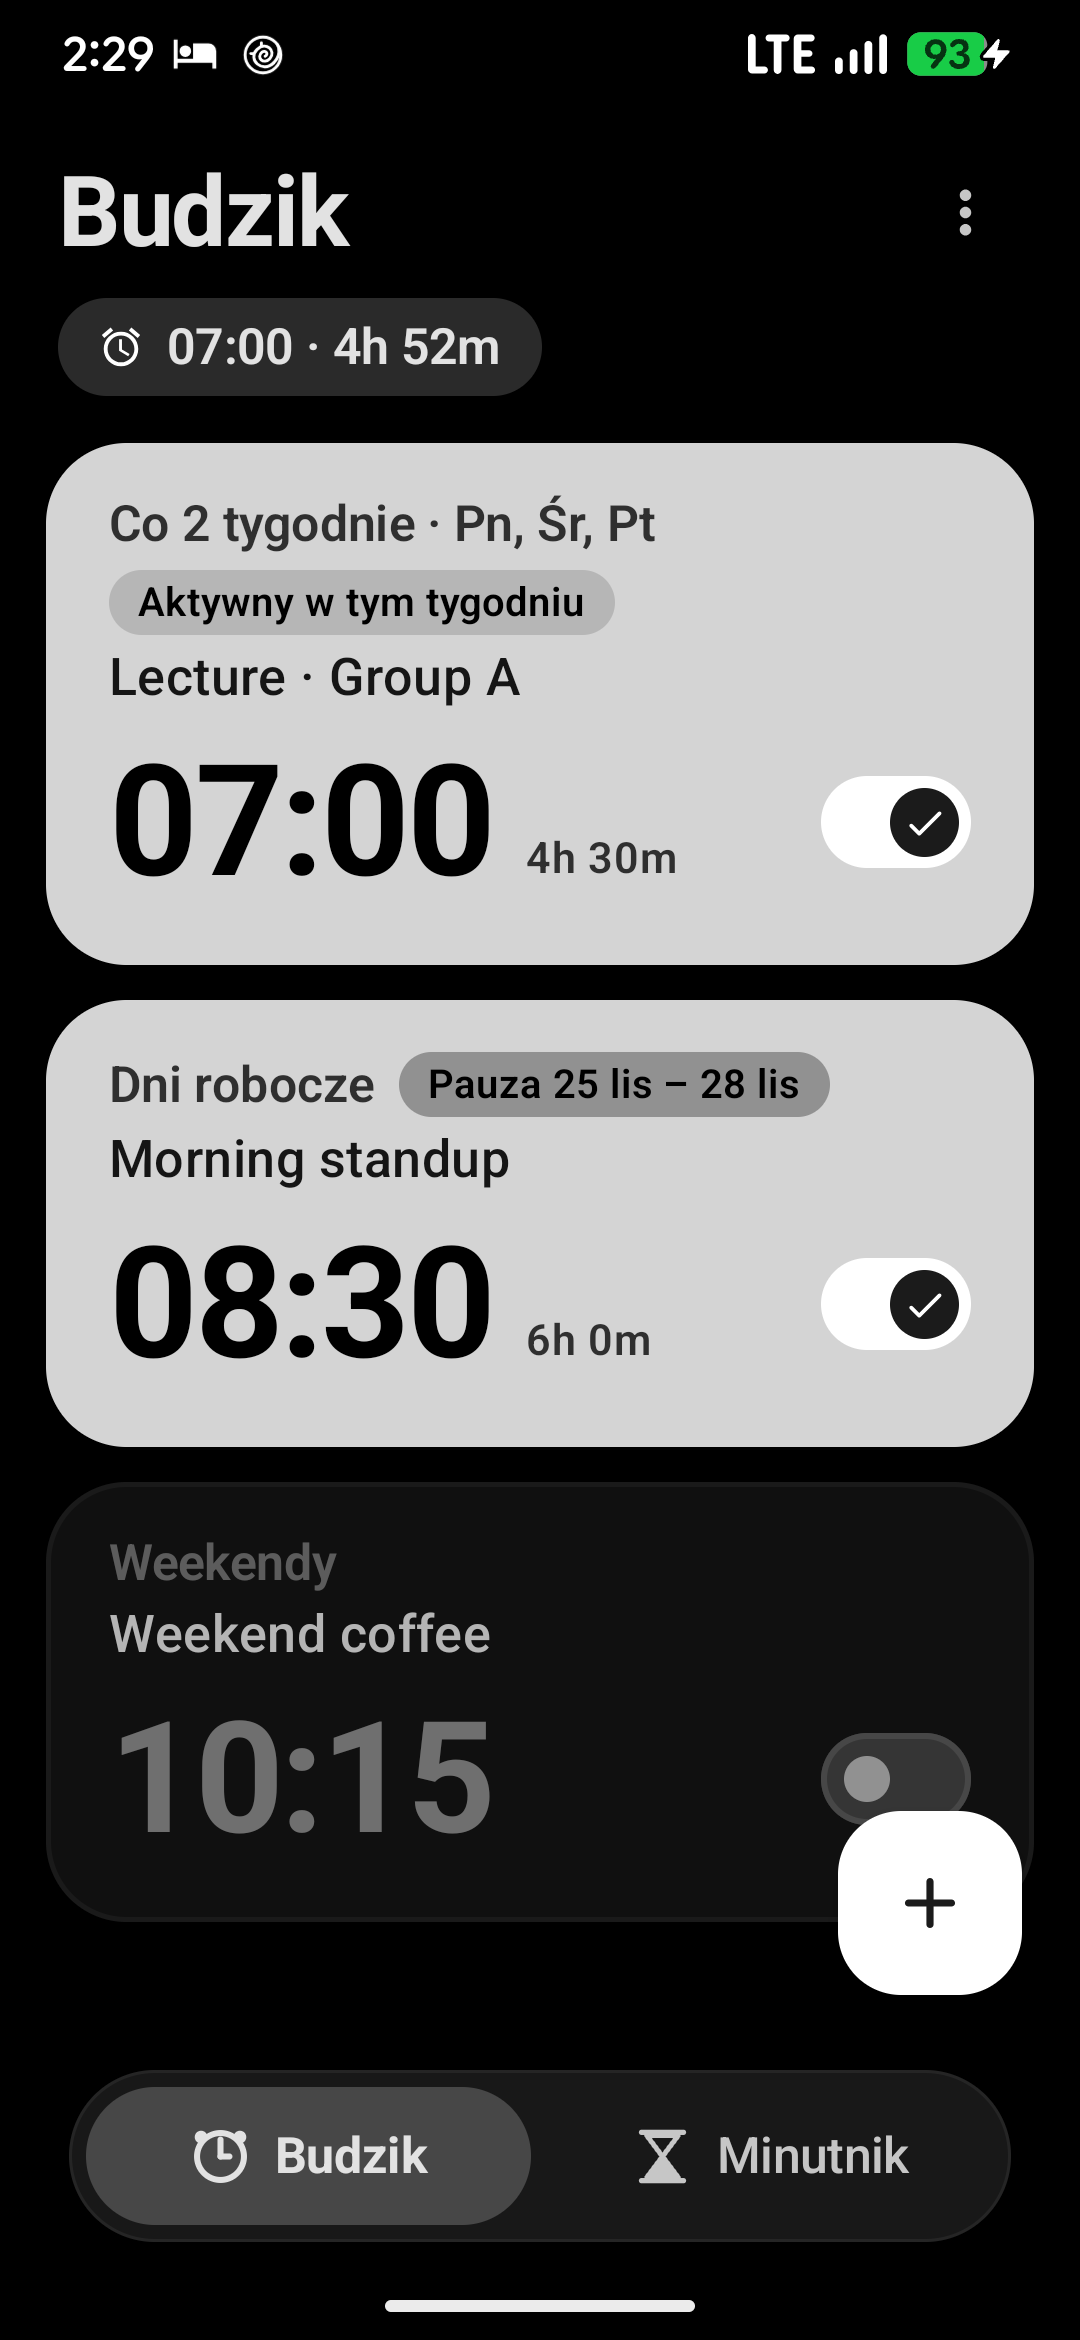 2:29 LTE 93
Budzik
07:00 · 4h 52m
Co 2 tygodnie · Pn, Śr, Pt
Aktywny w tym tygodniu
Lecture · Group A
07:00 4h 30m
Dni robocze Pauza 25 lis – 28 lis
Morning standup
08:30 6h 0m
Weekendy
Weekend coffee
10:15
Budzik Minutnik